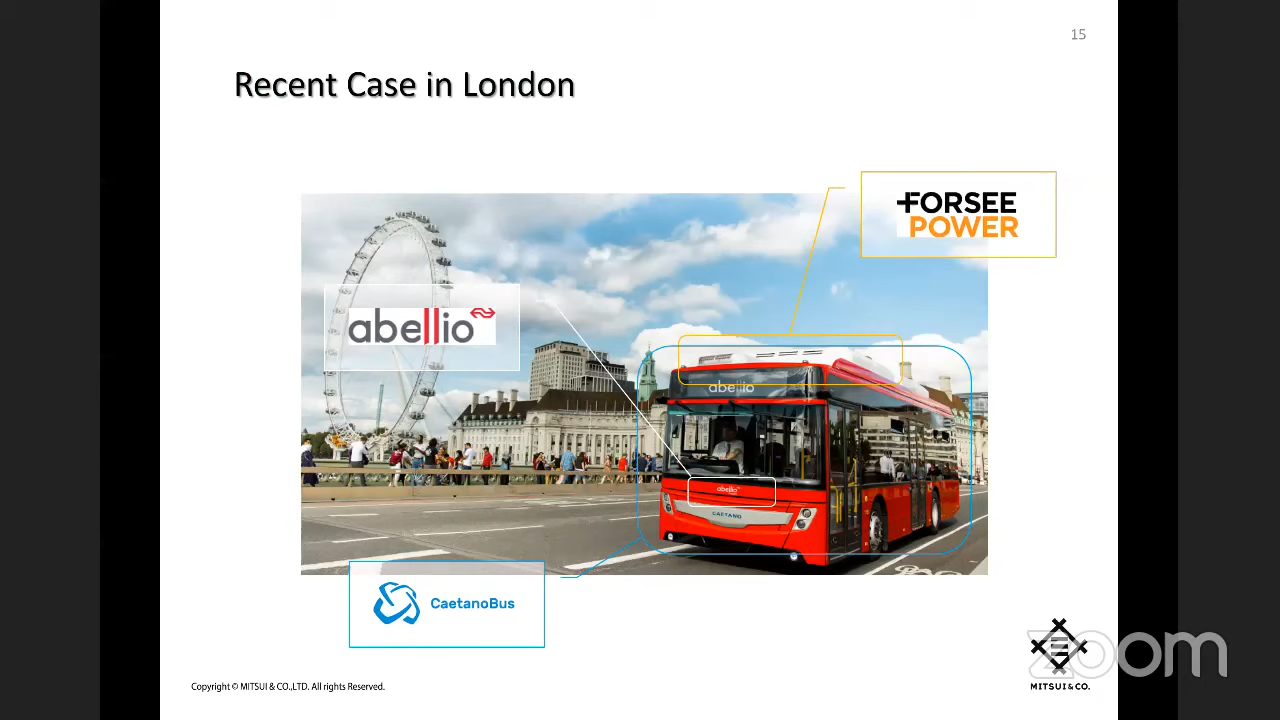 15
Recent Case in London
FORSEE
POWER
abellio
abellio
abellio
CAETANO
CaetanoBus
Copyright © MITSUI & CO.,LTD. All rights Reserved.
MITSUI & CO.
zoom